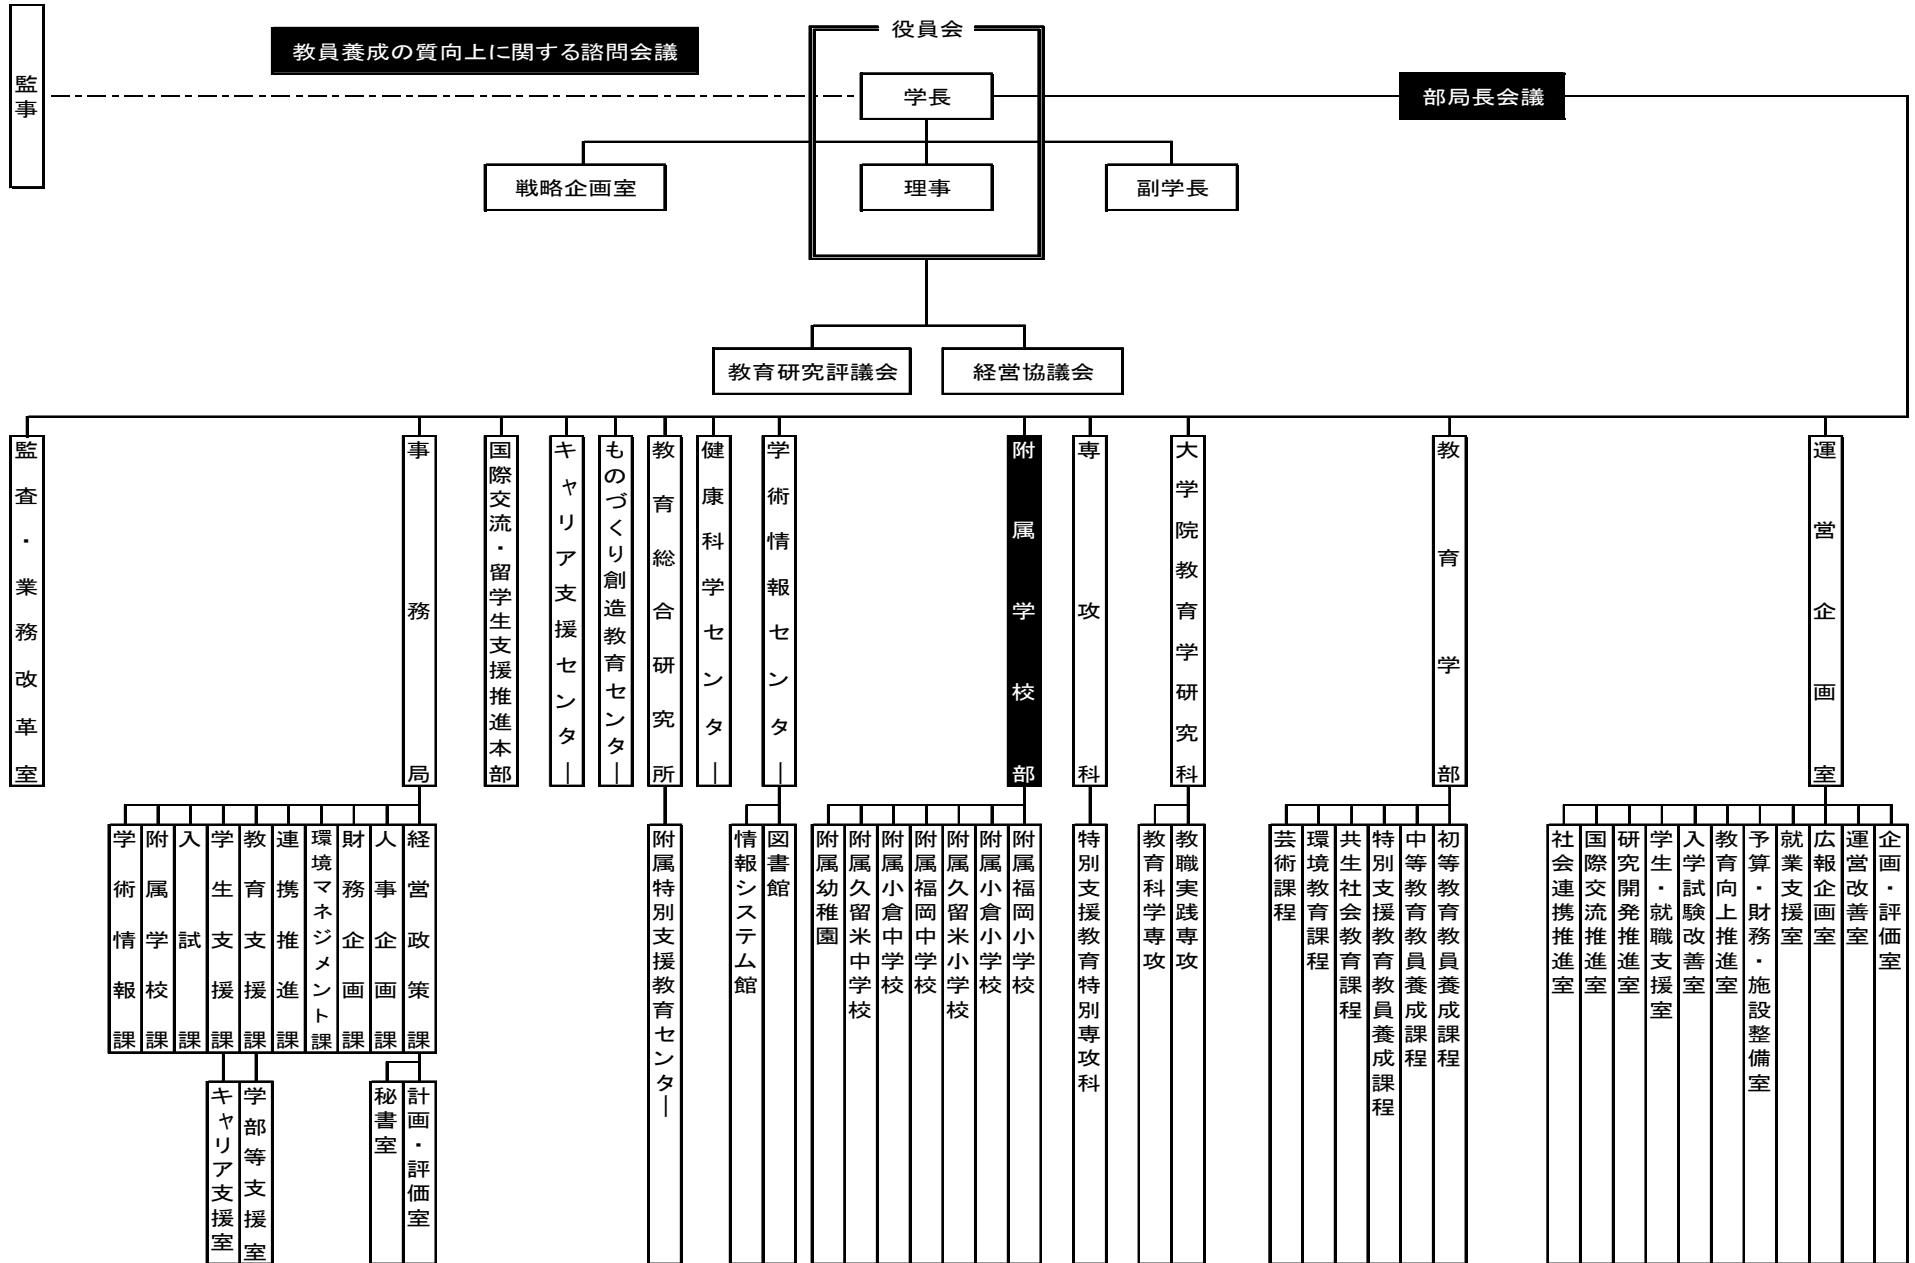 役員会
教員養成の質向上に関する諮問会議
監事
学長
部局長会議
戦略企画室
理事
副学長
教育研究評議会
経営協議会
監査・業務改革室
事務局
国際交流・留学生支援推進本部
キャリア支援センター
ものづくり創造教育センター
教育総合研究所
健康科学センター
学術情報センター
附属学校部
専攻科
大学院教育学研究科
教育学部
運営企画室
学術情報課
附属学校課
入試課
学生支援課
教育支援課
連携推進課
環境マネジメント課
財務企画課
人事企画課
経営政策課
附属特別支援教育センター
情報システム館
図書館
附属幼稚園
附属久留米中学校
附属小倉中学校
附属福岡中学校
附属久留米小学校
附属小倉小学校
附属福岡小学校
特別支援教育特別専攻科
教育科学専攻
教職実践専攻
芸術課程
環境教育課程
共生社会教育課程
特別支援教育教員養成課程
中等教育教員養成課程
初等教育教員養成課程
社会連携推進室
国際交流推進室
研究開発推進室
学生・就職支援室
入学試験改善室
教育向上推進室
予算・財務・施設整備室
就業支援室
広報企画室
運営改善室
企画・評価室
キャリア支援室
学部等支援室
秘書室
計画・評価室